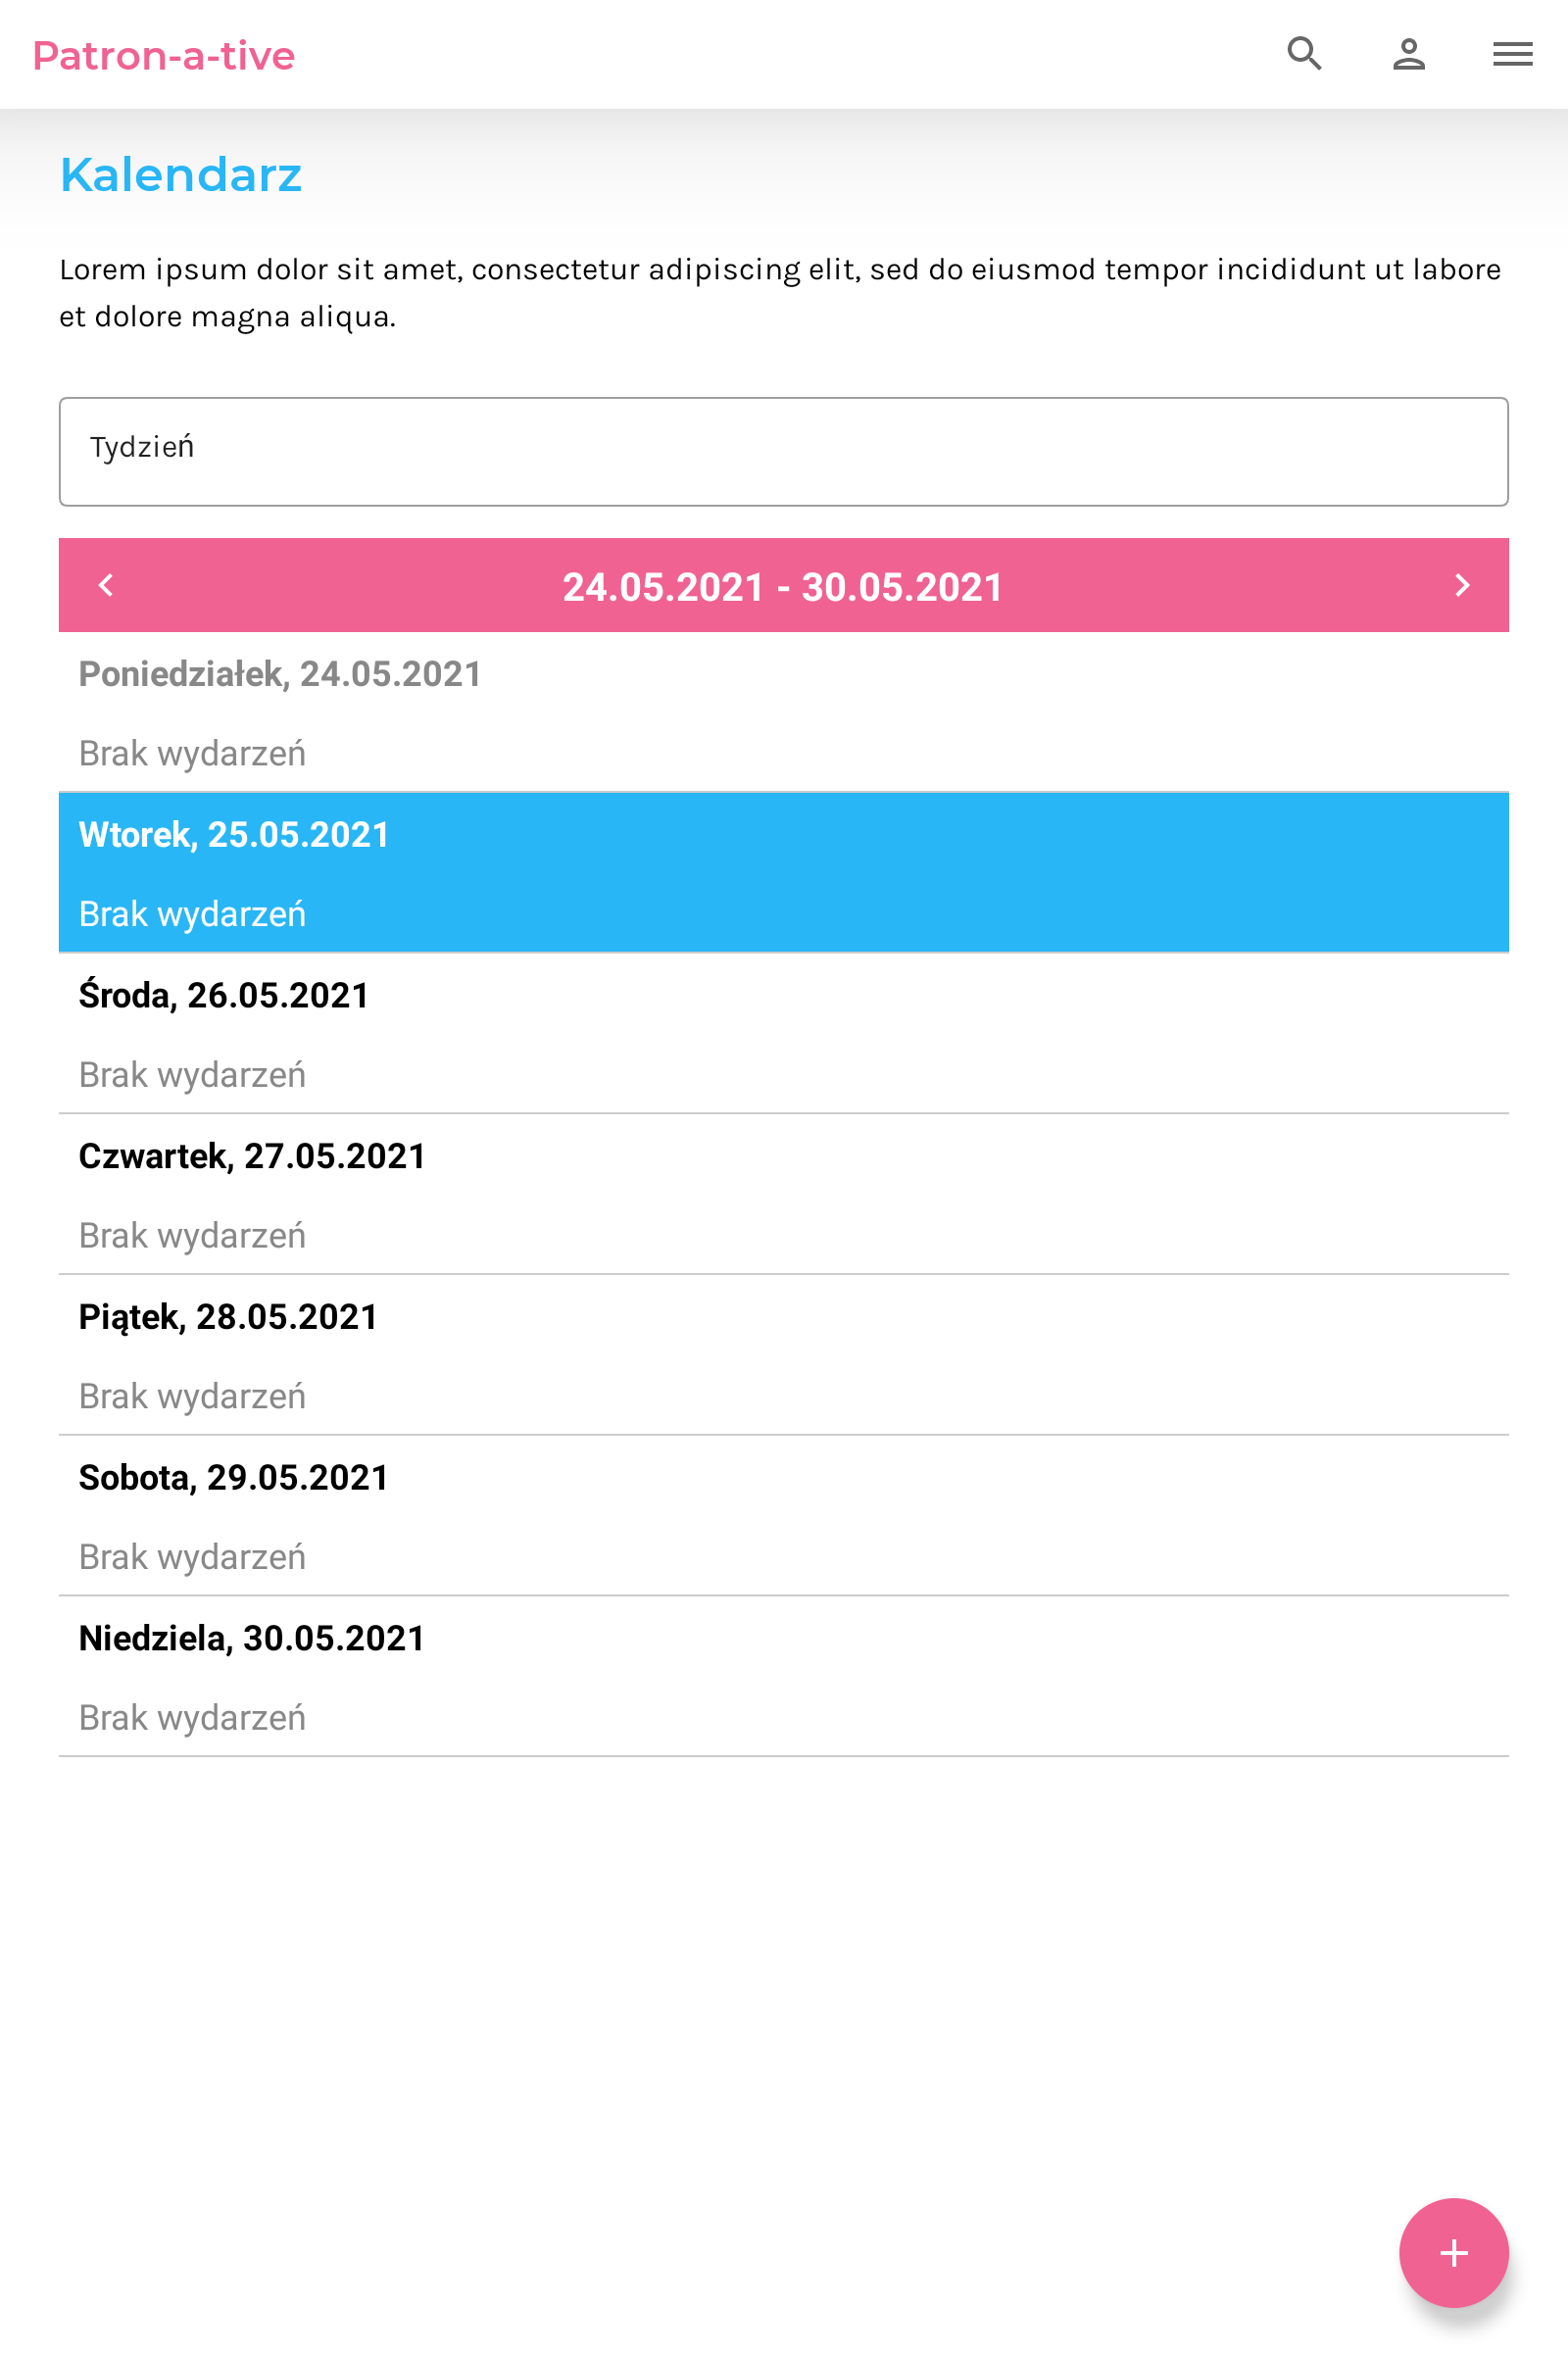 Patron-a-tive
Kalendarz
Lorem ipsum dolor sit amet, consectetur adipiscing elit, sed do eiusmod tempor incididunt ut labore
et dolore magna aliqua.
Tydzień
24.05.2021 - 30.05.2021
Poniedziałek, 24.05.2021
Brak wydarzeń
Wtorek, 25.05.2021
Brak wydarzeń
Środa, 26.05.2021
Brak wydarzeń
Czwartek, 27.05.2021
Brak wydarzeń
Piątek, 28.05.2021
Brak wydarzeń
Sobota, 29.05.2021
Brak wydarzeń
Niedziela, 30.05.2021
Brak wydarzeń